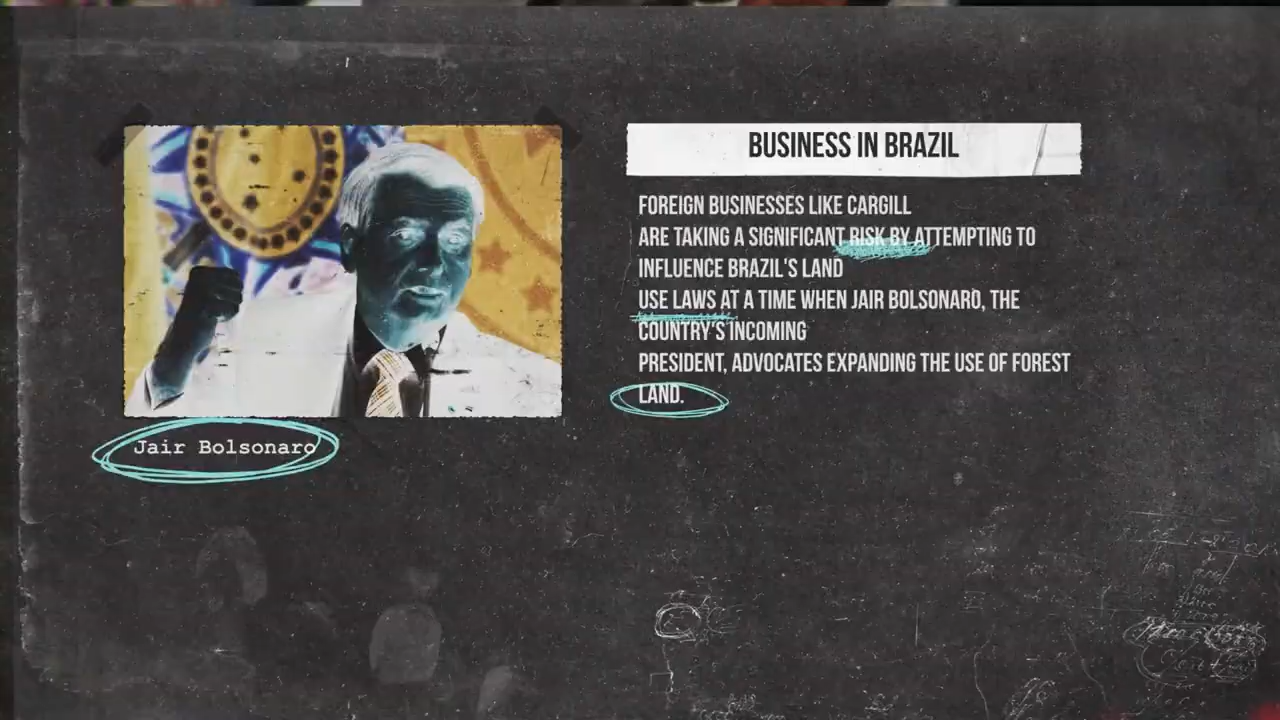 BUSINESS IN BRAZIL
FOREIGN BUSINESSES LIKE CARGILL
ARE TAKING A SIGNIFICANT RISK BY ATTEMPTING TO
INFLUENCE BRAZIL'S LAND
USE LAWS AT A TIME WHEN JAIR BOLSONARO, THE
COUNTRY'S INCOMING
PRESIDENT, ADVOCATES EXPANDING THE USE OF FOREST
LAND.
Jair Bolsonaro